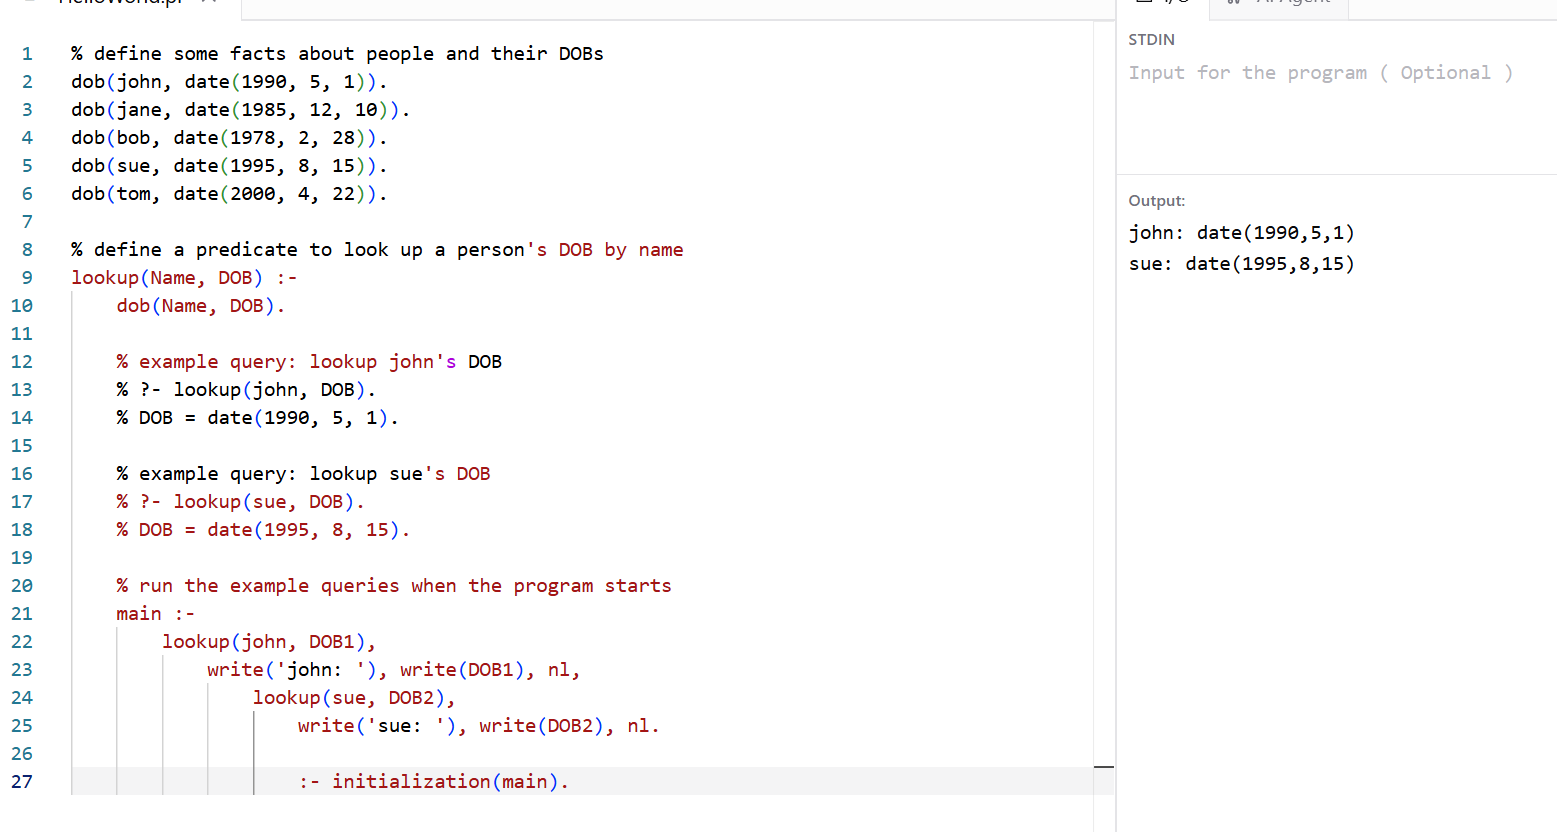 HelloWorld.pl
I/O
AI Agent
1 % define some facts about people and their DOBs
2 dob(john, date(1990, 5, 1)).
3 dob(jane, date(1985, 12, 10)).
4 dob(bob, date(1978, 2, 28)).
5 dob(sue, date(1995, 8, 15)).
6 dob(tom, date(2000, 4, 22)).
7
8 % define a predicate to look up a person's DOB by name
9 lookup(Name, DOB) :-
10     dob(Name, DOB).
11
12     % example query: lookup john's DOB
13     % ?- lookup(john, DOB).
14     % DOB = date(1990, 5, 1).
15
16     % example query: lookup sue's DOB
17     % ?- lookup(sue, DOB).
18     % DOB = date(1995, 8, 15).
19
20     % run the example queries when the program starts
21     main :-
22         lookup(john, DOB1),
23             write('john: '), write(DOB1), nl,
24                 lookup(sue, DOB2),
25                     write('sue: '), write(DOB2), nl.
26
27                     :- initialization(main).
STDIN
Input for the program ( Optional )
Output:
john: date(1990,5,1)
sue: date(1995,8,15)